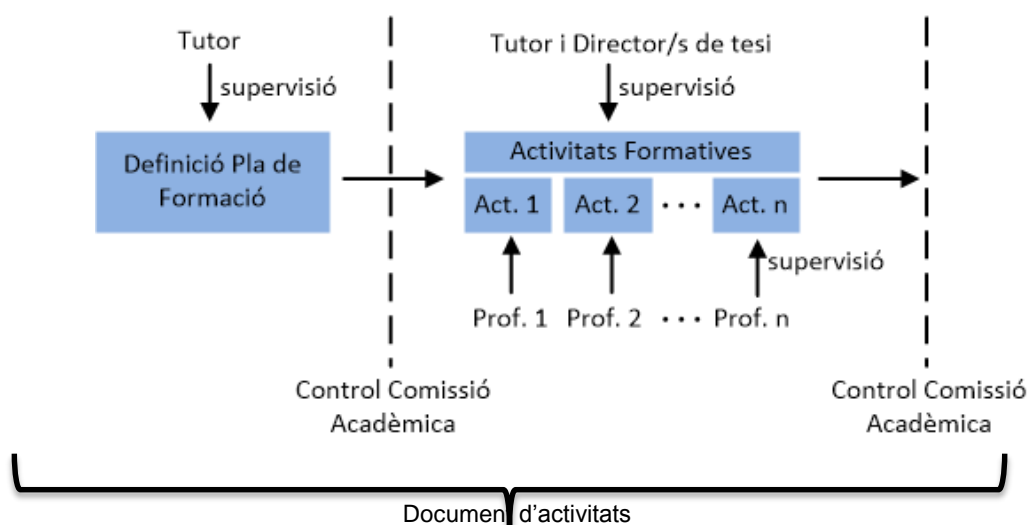 Tutor
supervisió
Definició Pla de
Formació
Tutor i Director/s de tesi
supervisió
Activitats Formatives
Act. 1 Act. 2 ... Act. n
supervisió
Prof. 1 Prof. 2 ... Prof. n
Control Comissió
Acadèmica
Control Comissió
Acadèmica
Document d'activitats